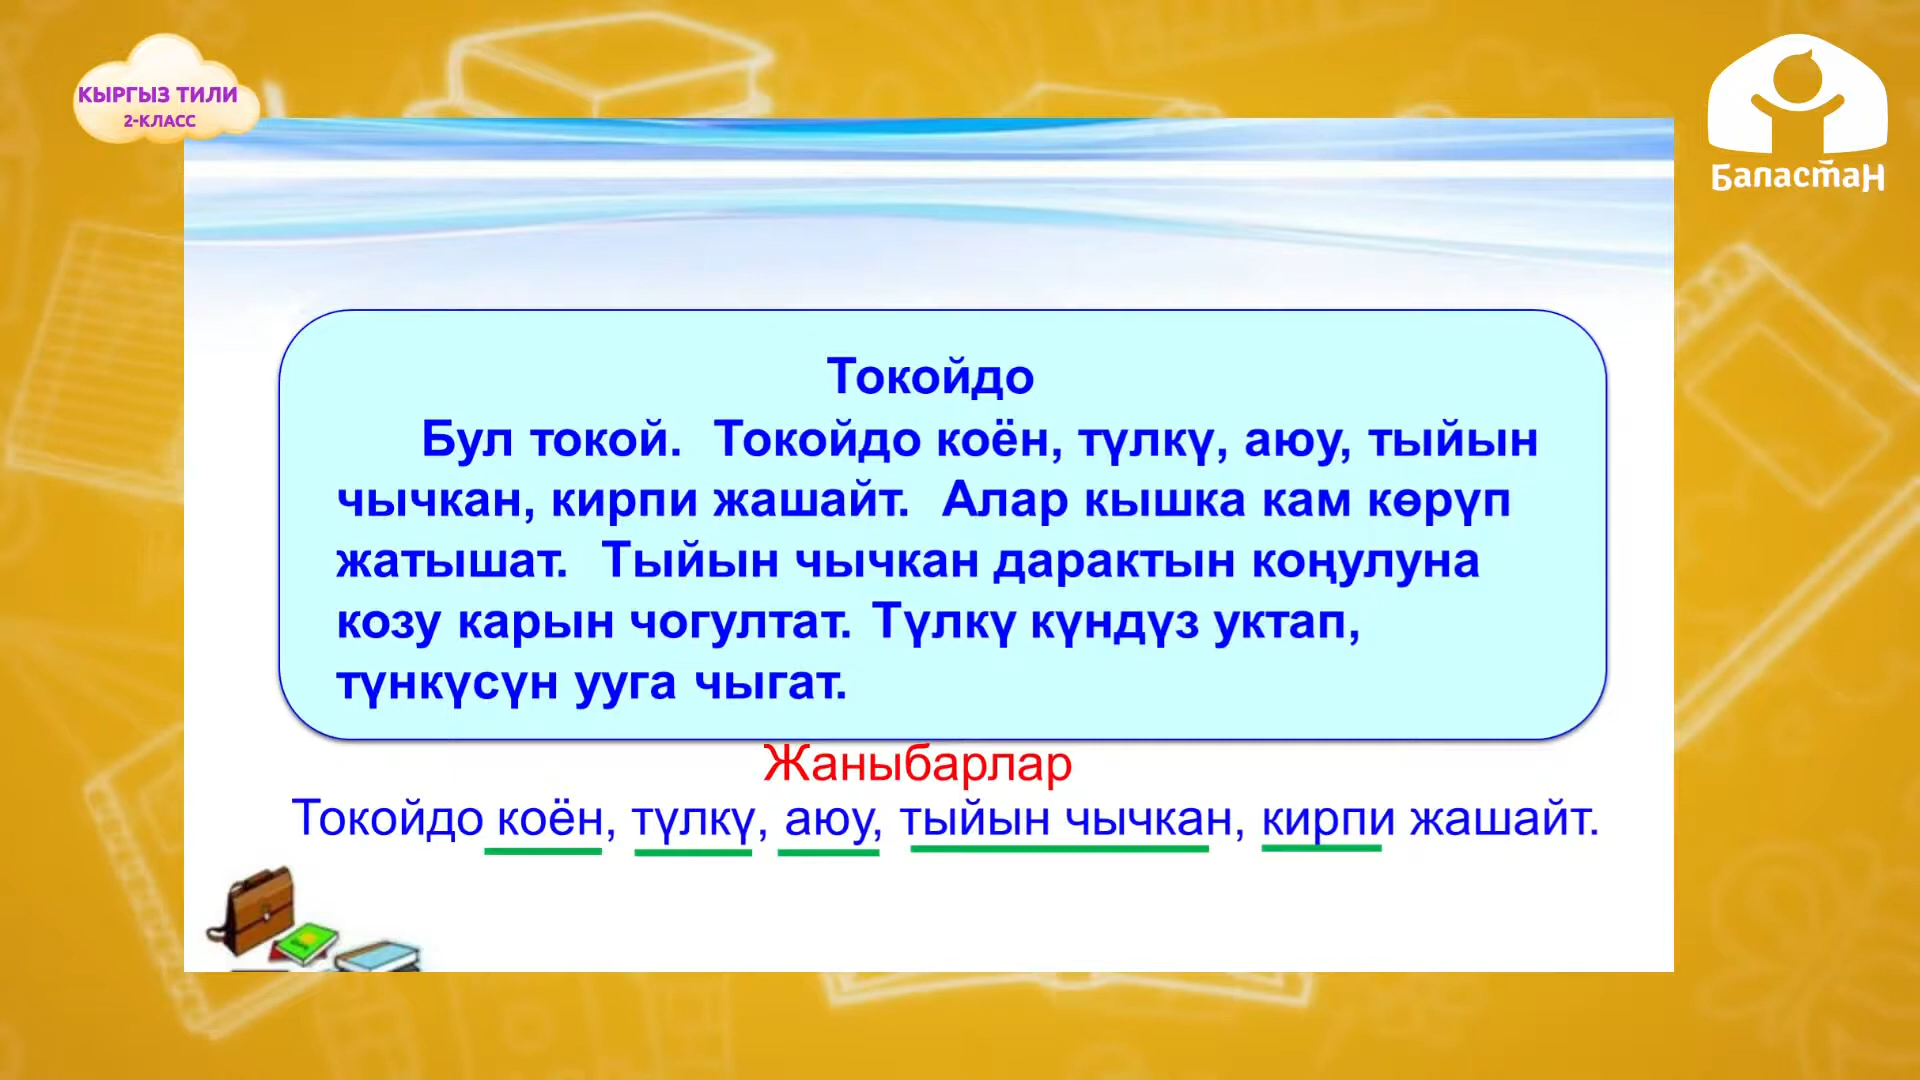 КЫРГЫЗ ТИЛИ
2-КЛАСС
Баластан
Токойдо
Бул токой. Токойдо коён, түлкү, аюу, тыйын
чычкан, кирпи жашайт. Алар кышка кам көрүп
жатышат. Тыйын чычкан дарактын коңулуна
козу карын чогултат. Түлкү күндүз уктап,
түнкүсүн ууга чыгат.
Жаныбарлар
Токойдо коён, түлкү, аюу, тыйын чычкан, кирпи жашайт.